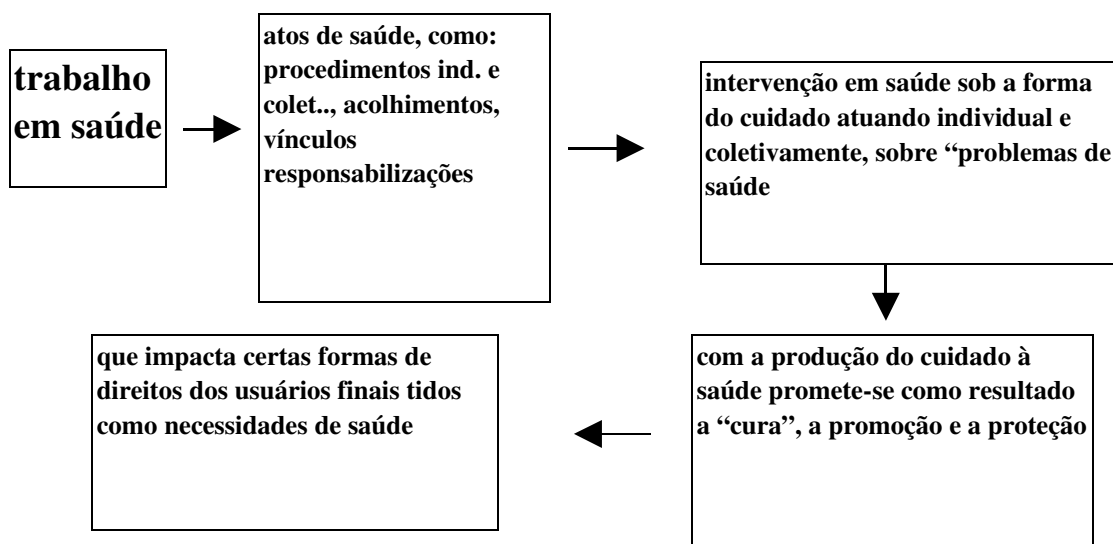 trabalho
em saúde
atos de saúde, como:
procedimentos ind. e
colet.., acolhimentos,
vínculos
responsabilizações
intervenção em saúde sob a forma
do cuidado atuando individual e
coletivamente, sobre “problemas de
saúde
com a produção do cuidado à
saúde promete-se como resultado
a “cura”, a promoção e a proteção
que impacta certas formas de
direitos dos usuários finais tidos
como necessidades de saúde